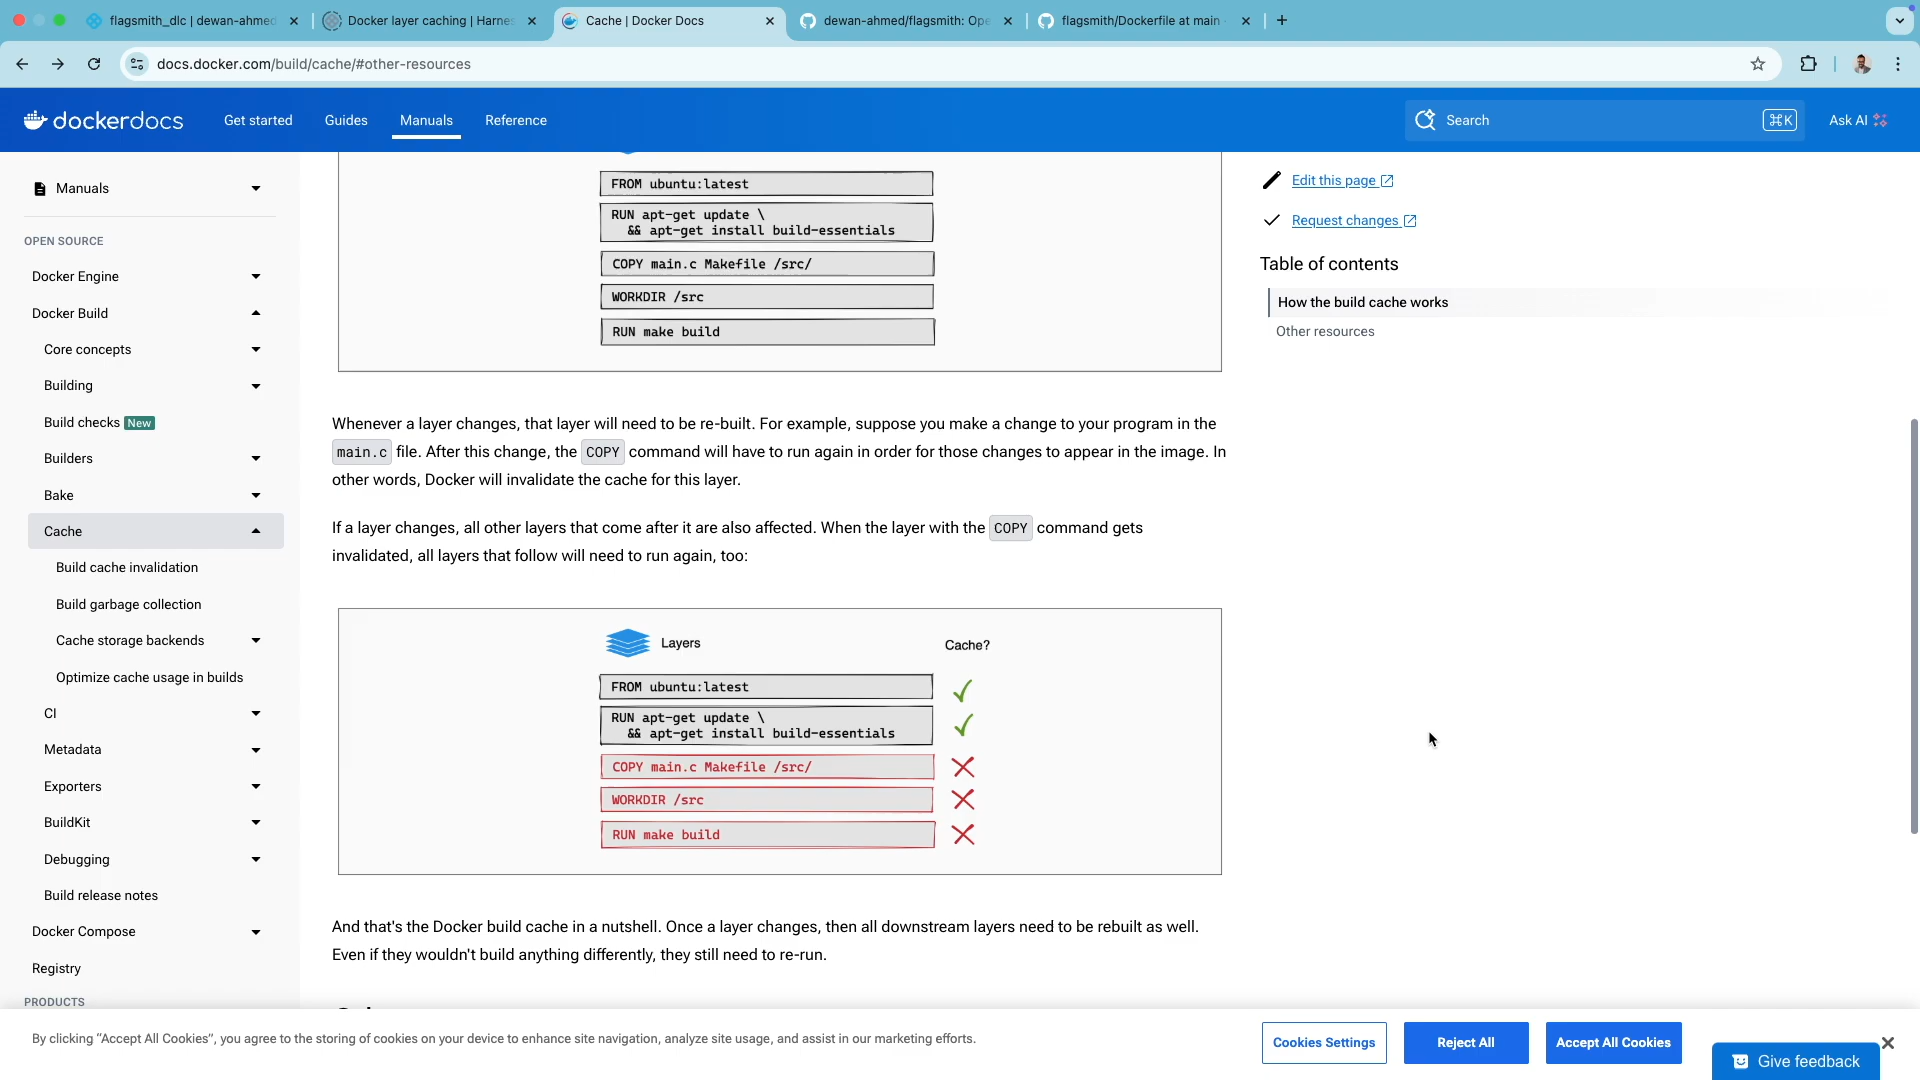 flagsmith_dlc | dewan-ahmed
Docker layer caching | Harnes
Cache | Docker Docs
dewan-ahmed/flagsmith: Ope
flagsmith/Dockerfile at main
docs.docker.com/build/cache/#other-resources
dockerdocs
Get started
Guides
Manuals
Reference
Search
⌘K
Ask AI
Manuals
OPEN SOURCE
Docker Engine
Docker Build
Core concepts
Building
Build checks New
Builders
Bake
Cache
Build cache invalidation
Build garbage collection
Cache storage backends
Optimize cache usage in builds
CI
Metadata
Exporters
BuildKit
Debugging
Build release notes
Docker Compose
Registry
PRODUCTS
FROM ubuntu:latest
RUN apt-get update \
&& apt-get install build-essentials
COPY main.c Makefile /src/
WORKDIR /src
RUN make build
Whenever a layer changes, that layer will need to be re-built. For example, suppose you make a change to your program in the
main.c file. After this change, the COPY command will have to run again in order for those changes to appear in the image. In
other words, Docker will invalidate the cache for this layer.
If a layer changes, all other layers that come after it are also affected. When the layer with the COPY command gets
invalidated, all layers that follow will need to run again, too:
Layers
Cache?
FROM ubuntu:latest
RUN apt-get update \
&& apt-get install build-essentials
COPY main.c Makefile /src/
WORKDIR /src
RUN make build
And that's the Docker build cache in a nutshell. Once a layer changes, then all downstream layers need to be rebuilt as well.
Even if they wouldn't build anything differently, they still need to re-run.
Edit this page
Request changes
Table of contents
How the build cache works
Other resources
By clicking “Accept All Cookies”, you agree to the storing of cookies on your device to enhance site navigation, analyze site usage, and assist in our marketing efforts.
Cookies Settings
Reject All
Accept All Cookies
Give feedback